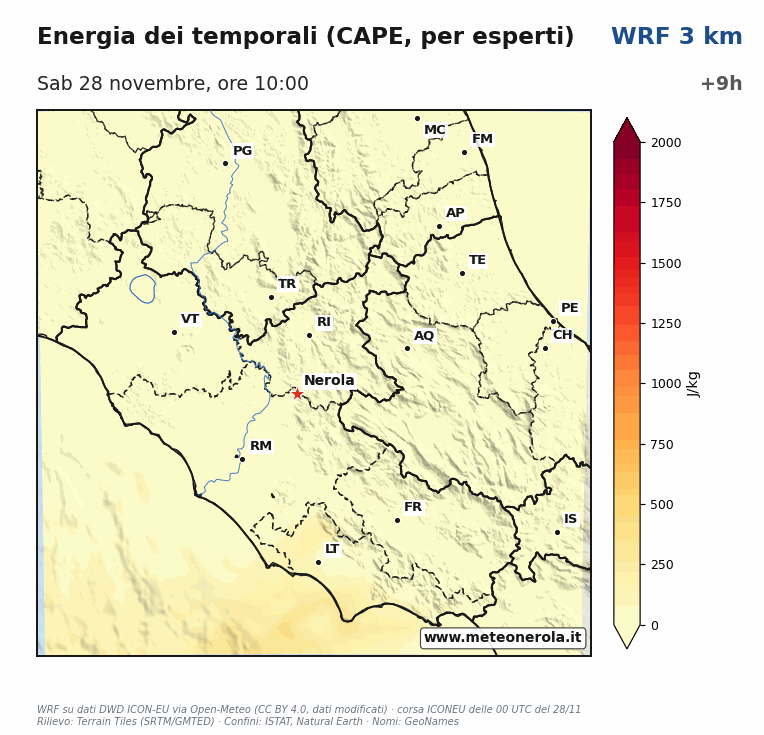 Energia dei temporali (CAPE, per esperti)
WRF 3 km
Sab 28 novembre, ore 10:00
+9h
MC
FM
PG
AP
TE
TR
PE
VT
RI
AQ
CH
Nerola
RM
FR
IS
LT
www.meteonerola.it
2000
1750
1500
1250
1000
750
500
250
0
J/kg
WRF su dati DWD ICON-EU via Open-Meteo (CC BY 4.0, dati modificati) · corsa ICONEU delle 00 UTC del 28/11
Rilievo: Terrain Tiles (SRTM/GMTED) · Confini: ISTAT, Natural Earth · Nomi: GeoNames